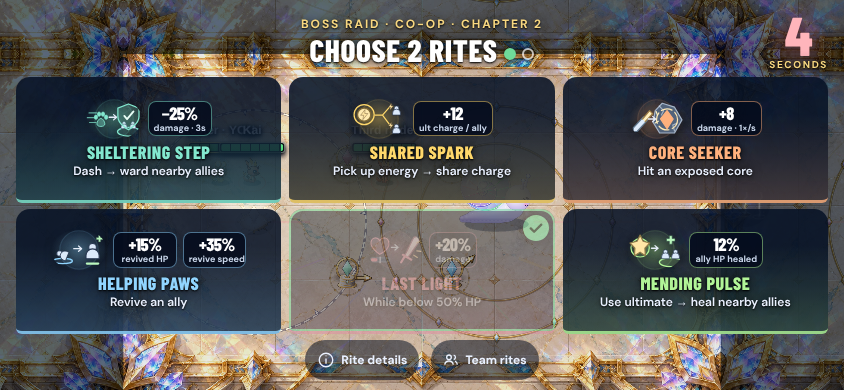 BOSS RAID · CO-OP · CHAPTER 2
CHOOSE 2 RITES
4
SECONDS
−25%
damage · 3s
SHELTERING STEP
Dash → ward nearby allies
+12
ult charge / ally
SHARED SPARK
Pick up energy → share charge
+8
damage · 1×/s
CORE SEEKER
Hit an exposed core
+15%
revived HP
+35%
revive speed
HELPING PAWS
Revive an ally
+20%
damage
LAST LIGHT
While below 50% HP
12%
ally HP healed
MENDING PULSE
Use ultimate → heal nearby allies
Rite details
Team rites